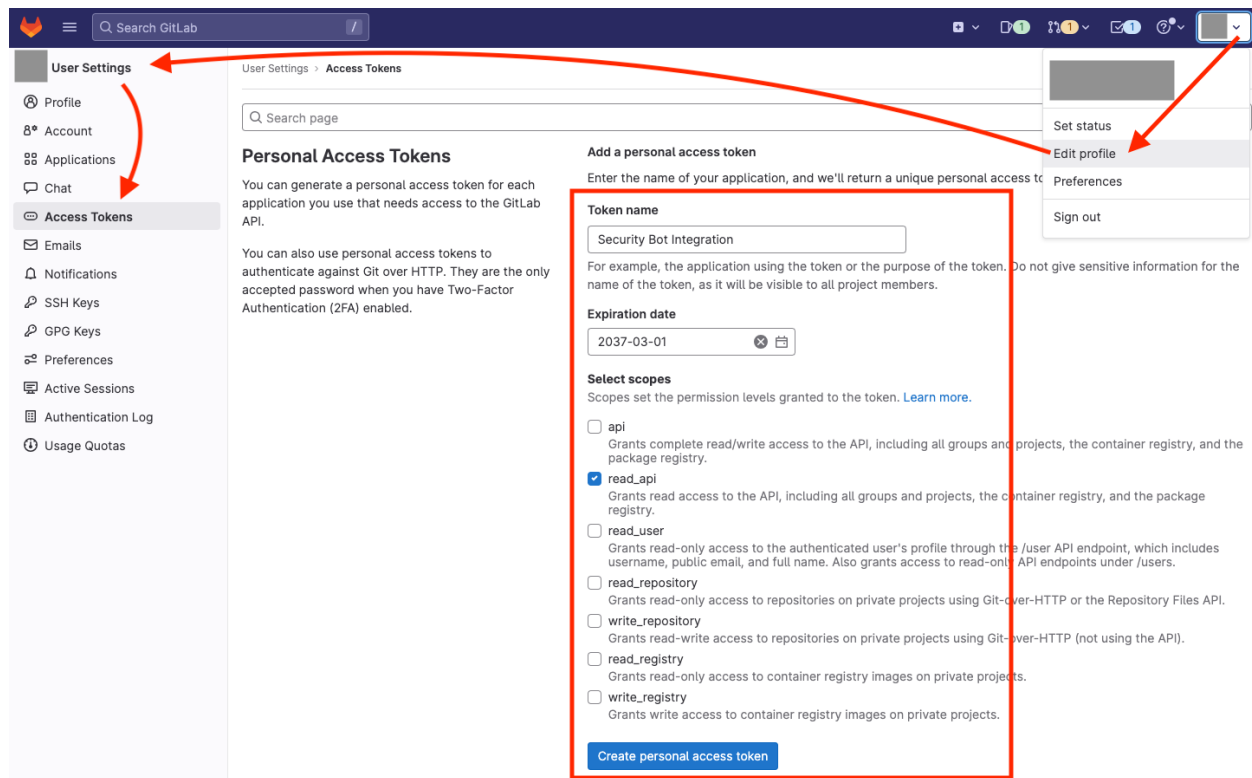 Search GitLab
/
1
1
1
User Settings
Profile
Account
Applications
Chat
Access Tokens
Emails
Notifications
SSH Keys
GPG Keys
Preferences
Active Sessions
Authentication Log
Usage Quotas
User Settings › Access Tokens
Search page
Personal Access Tokens
You can generate a personal access token for each
application you use that needs access to the GitLab
API.
You can also use personal access tokens to
authenticate against Git over HTTP. They are the only
accepted password when you have Two-Factor
Authentication (2FA) enabled.
Add a personal access token
Enter the name of your application, and we'll return a unique personal access
Token name
Security Bot Integration
For example, the application using the token or the purpose of the token. Do not give sensitive information for the
name of the token, as it will be visible to all project members.
Expiration date
2037-03-01
Select scopes
Scopes set the permission levels granted to the token. Learn more.
api
Grants complete read/write access to the API, including all groups and projects, the container registry, and the
package registry.
read_api
Grants read access to the API, including all groups and projects, the container registry, and the package
registry.
read_user
Grants read-only access to the authenticated user's profile through the /user API endpoint, which includes
username, public email, and full name. Also grants access to read-only API endpoints under /users.
read_repository
Grants read-only access to repositories on private projects using Git-over-HTTP or the Repository Files API.
write_repository
Grants read-write access to repositories on private projects using Git-over-HTTP (not using the API).
read_registry
Grants read-only access to container registry images on private projects.
write_registry
Grants write access to container registry images on private projects.
Create personal access token
Set status
Edit profile
Preferences
Sign out